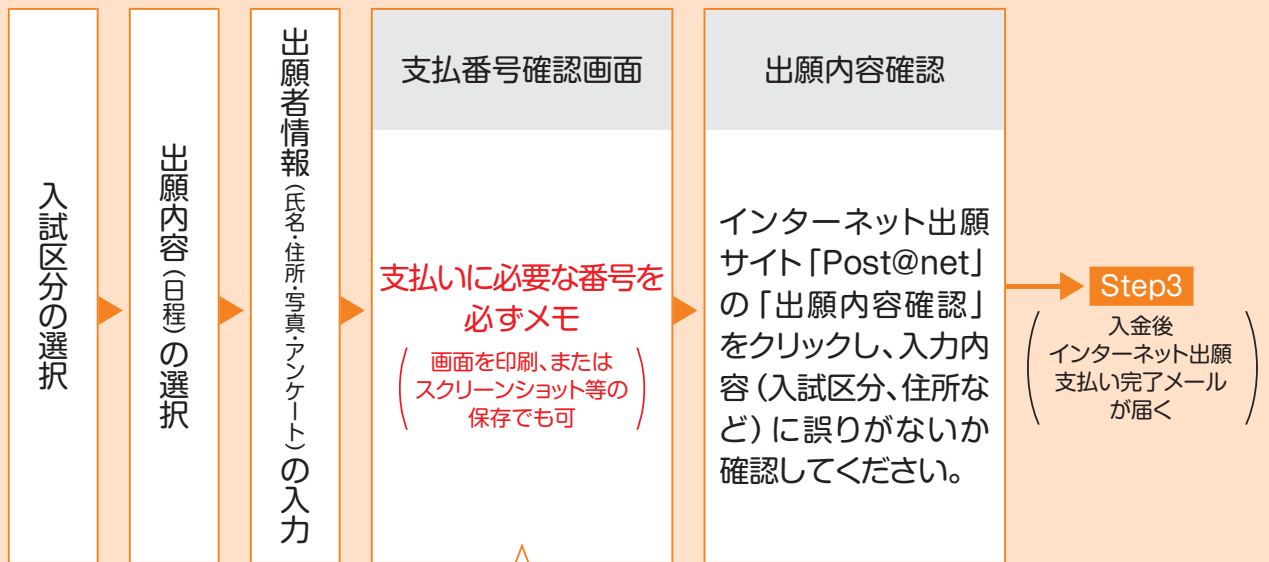 入試区分の選択
出願内容(日程)の選択
出願者情報(氏名・住所・写真・アンケート)の入力
支払番号確認画面
支払いに必要な番号を
必ずメモ
(画面を印刷、または
スクリーンショット等の
保存でも可)
出願内容確認
インターネット出願
サイト「Post@net」
の「出願内容確認」
をクリックし、入力内
容(入試区分、住所な
ど)に誤りがないか
確認してください。
Step3
(入金後
インターネット出願
支払い完了メール
が届く)